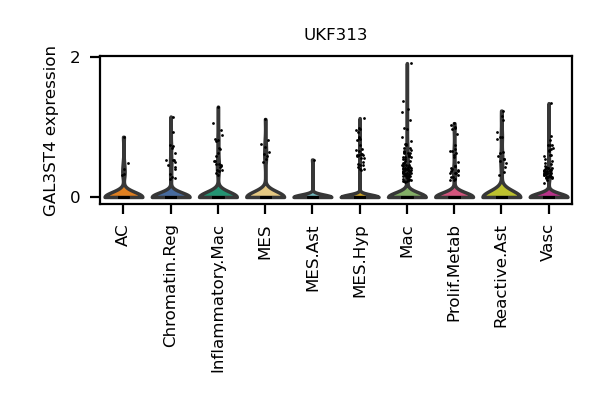 UKF313
GAL3ST4 expression
2
0
AC
Chromatin.Reg
Inflammatory.Mac
MES
MES.Ast
MES.Hyp
Mac
Prolif.Metab
Reactive.Ast
Vasc